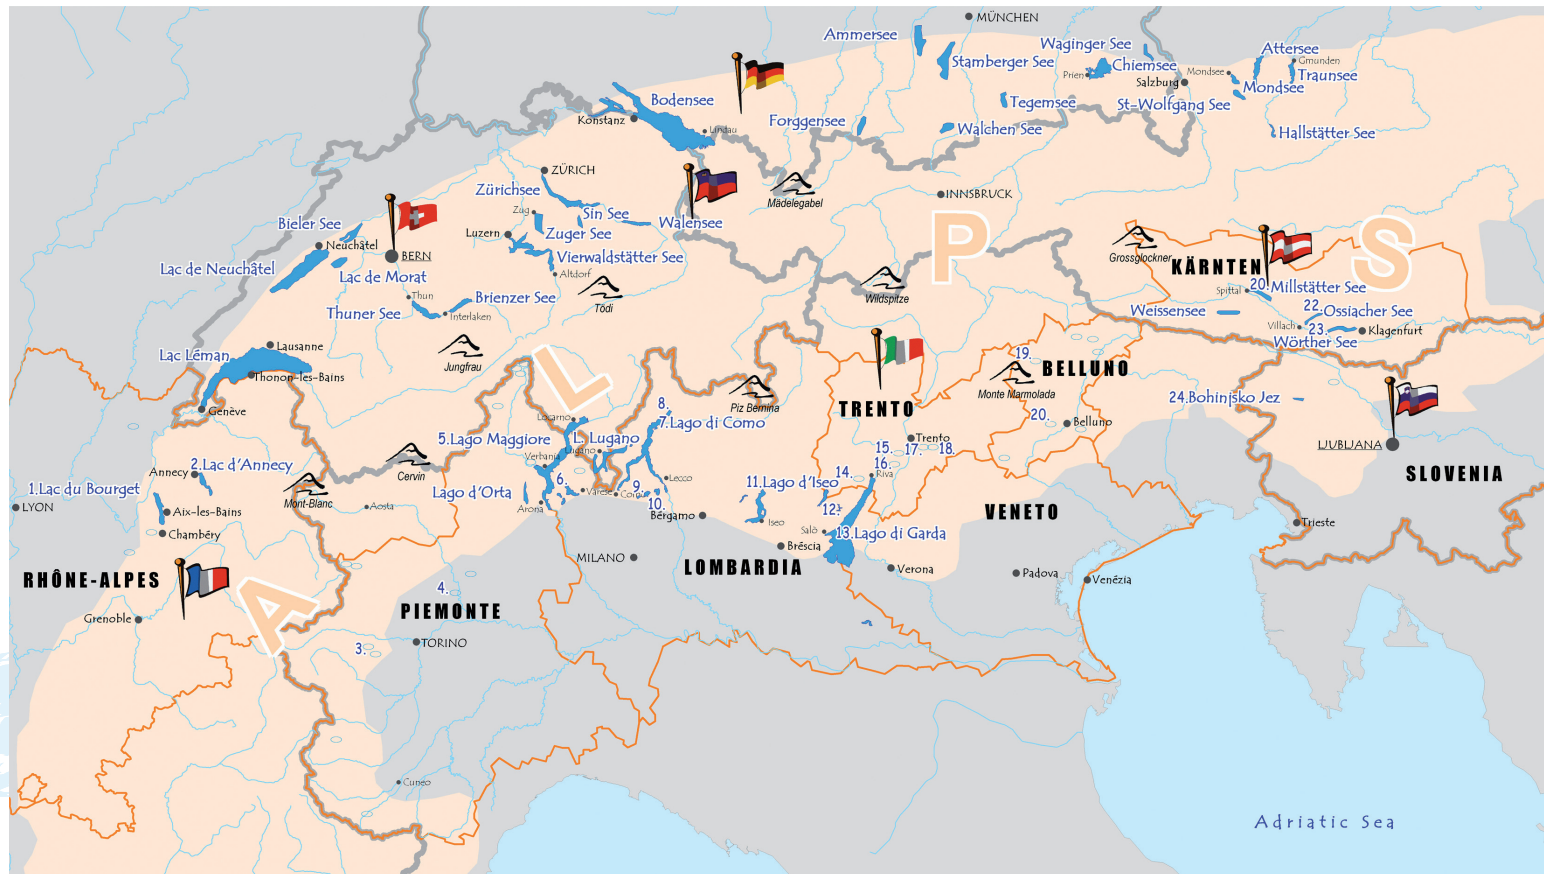 MÜNCHEN
Ammersee
Waginger See
Attersee
Stamberger See
Chiemsee
Gmunden
Prien
Mondsee
Traunsee
Salzburg
Mondsee
Bodensee
Tegernsee
St-Wolfgang See
Konstanz
Forggensee
Lindau
Walchen See
Hallstätter See
ZÜRICH
Zürichsee
INNSBRUCK
Mädelegabel
Zug
Sin See
Bieler See
Walensee
P
S
Luzern
Zuger See
Neuchâtel
BERN
Vierwaldstätter See
Grossglockner
KÄRNTEN
Lac de Neuchâtel
Lac de Morat
Altdorf
20.Millstätter See
Spittal
Thun
Brienzer See
Tödi
Wildspitze
Thuner See
Interlaken
Weissensee
22.Ossiacher See
Villach
23.
Klagenfurt
Wörther See
Lausanne
Lac Léman
Jungfrau
L
19.
BELLUNO
Thonon-les-Bains
Monte Marmolada
Genève
Piz Bernina
8.
TRENTO
24.Bohinjsko Jez
Locarno
7.Lago di Como
20.
Belluno
5.Lago Maggiore
L. Lugano
Trento
LJUBLJANA
Lugano
15.
17.
18.
Verbania
2.Lac d'Annecy
Cervin
16.
Annecy
14.
Riva
SLOVENIA
1.Lac du Bourget
Mont-Blanc
Lago d'Orta
6.
Lecco
11.Lago d'Iseo
Varese
Como
9.
10.
LYON
Aosta
Arona
12.
Aix-les-Bains
Bérgamo
Iseo
VENETO
Trieste
Chambéry
Salò
13.Lago di Garda
Bréscia
MILANO
LOMBARDIA
Verona
Padova
Venézia
RHÔNE-ALPES
4.
A
PIEMONTE
Grenoble
TORINO
3.
Cuneo
Adriatic Sea